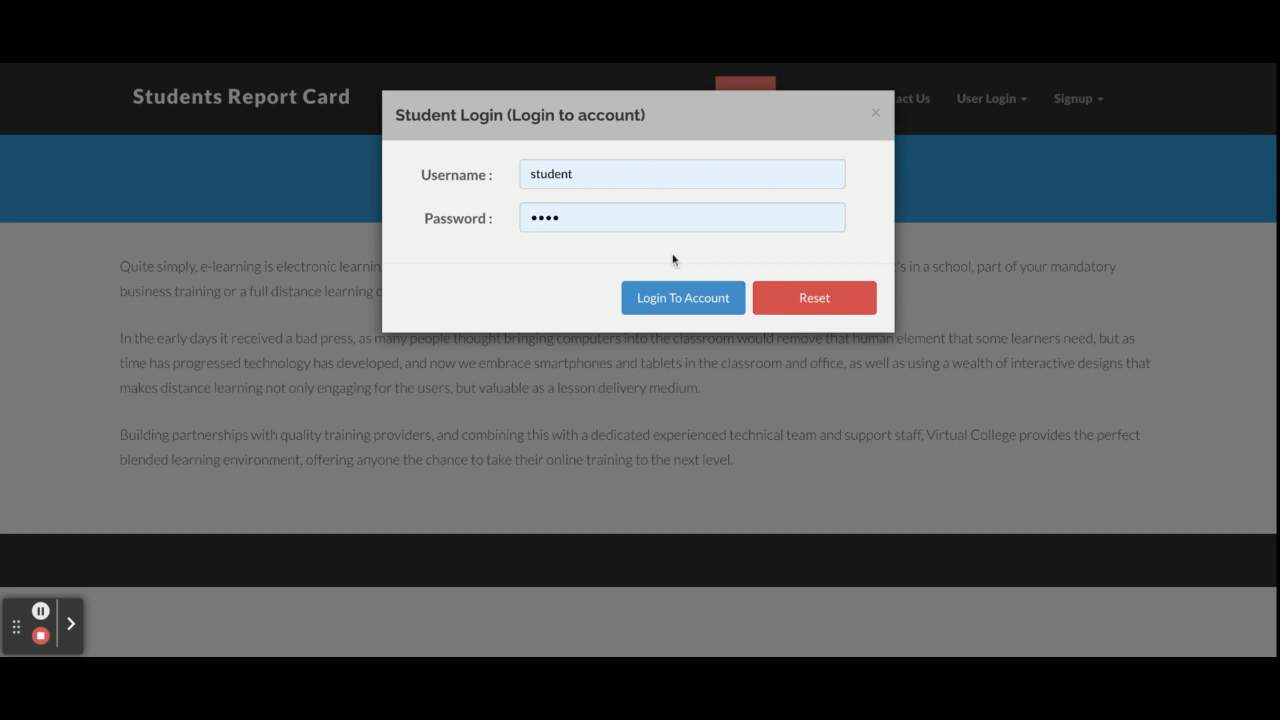 Students Report Card
act Us
User Login
Signup
Student Login (Login to account)
×
Username :
student
Password :
••••
Login To Account
Reset
Quite simply, e-learning is electronic learnin
's in a school, part of your mandatory
business training or a full distance learning
In the early days it received a bad press, as many people thought bringing computers into the classroom would remove that human element that some learners need, but as
time has progressed technology has developed, and now we embrace smartphones and tablets in the classroom and office, as well as using a wealth of interactive designs that
makes distance learning not only engaging for the users, but valuable as a lesson delivery medium.
Building partnerships with quality training providers, and combining this with a dedicated experienced technical team and support staff, Virtual College provides the perfect
blended learning environment, offering anyone the chance to take their online training to the next level.